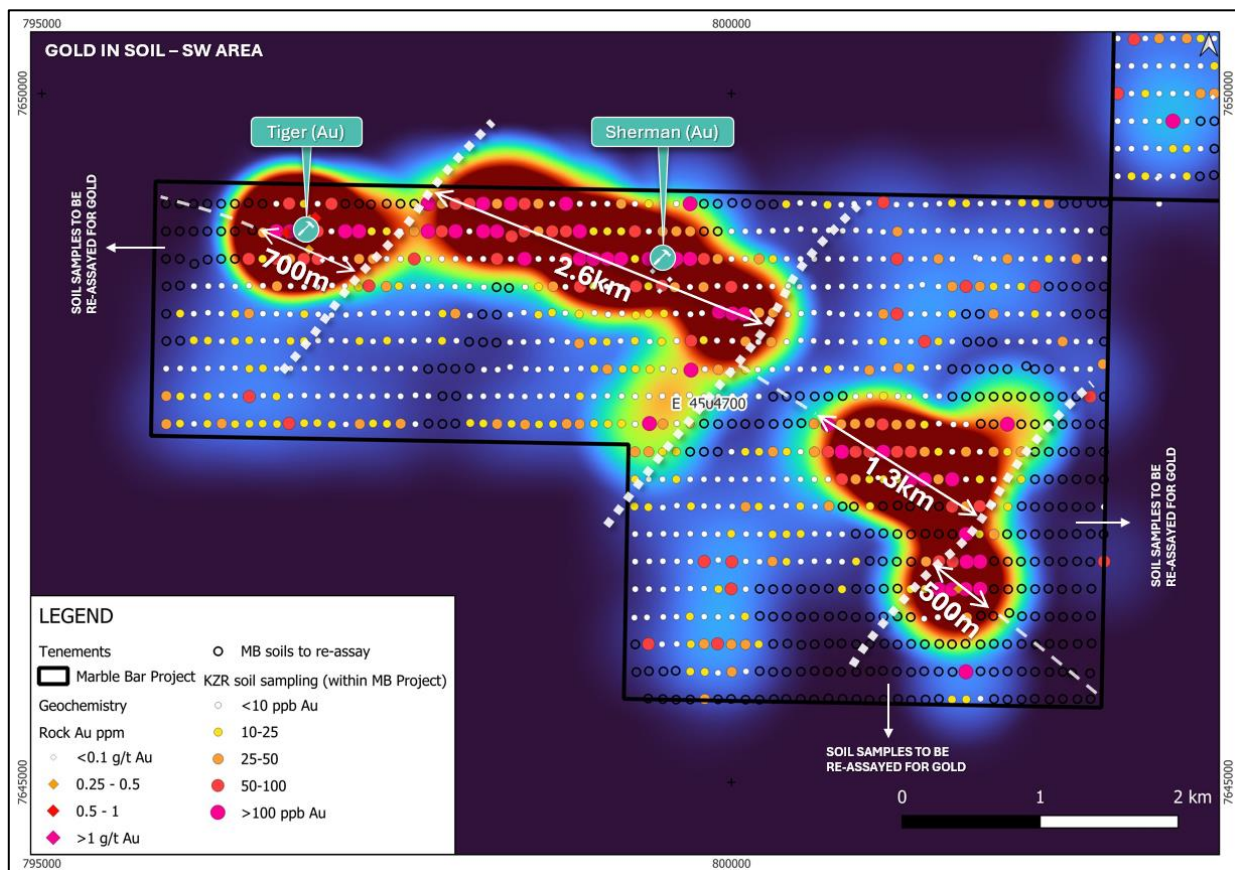 795000
800000
GOLD IN SOIL – SW AREA
7650000
7650000
Tiger (Au)
Sherman (Au)
SOIL SAMPLES TO BE
RE-ASSAYED FOR GOLD
700m
2.6km
E 4504700
1.3km
500m
SOIL SAMPLES TO BE
RE-ASSAYED FOR GOLD
SOIL SAMPLES TO BE
RE-ASSAYED FOR GOLD
LEGEND
Tenements
Marble Bar Project
Geochemistry
Rock Au ppm
<0.1 g/t Au
0.25 - 0.5
0.5 - 1
>1 g/t Au
MB soils to re-assay
KZR soil sampling (within MB Project)
<10 ppb Au
10-25
25-50
50-100
>100 ppb Au
0
1
2 km
7645000
7645000
795000
800000